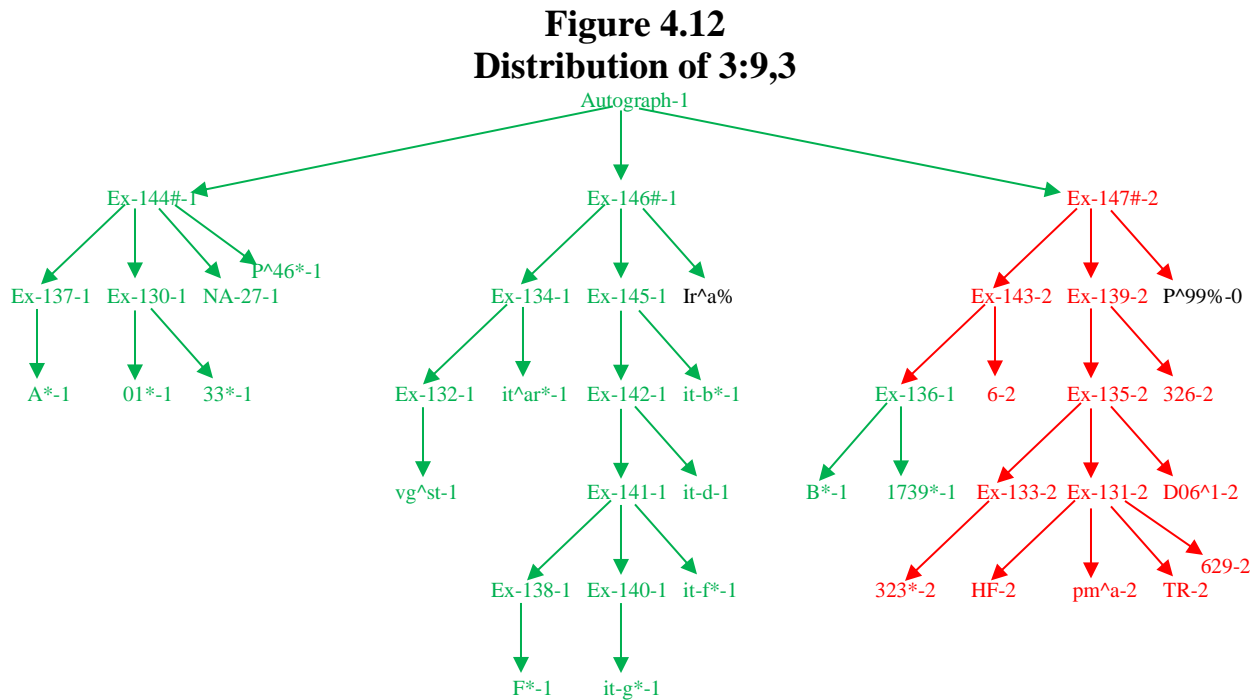 Figure 4.12
Distribution of 3:9,3
Autograph-1
Ex-144#-1 Ex-146#-1 Ex-147#-2
P^46*-1
Ex-137-1 Ex-130-1 NA-27-1 Ex-134-1 Ex-145-1 Ir^a% Ex-143-2 Ex-139-2 P^99%-0
A*-1 01*-1 33*-1 Ex-132-1 it^ar*-1 Ex-142-1 it-b*-1 Ex-136-1 6-2 Ex-135-2 326-2
vg^st-1 Ex-141-1 it-d-1 B*-1 1739*-1 Ex-133-2 Ex-131-2 D06^1-2
629-2
Ex-138-1 Ex-140-1 it-f*-1 323*-2 HF-2 pm^a-2 TR-2
F*-1 it-g*-1